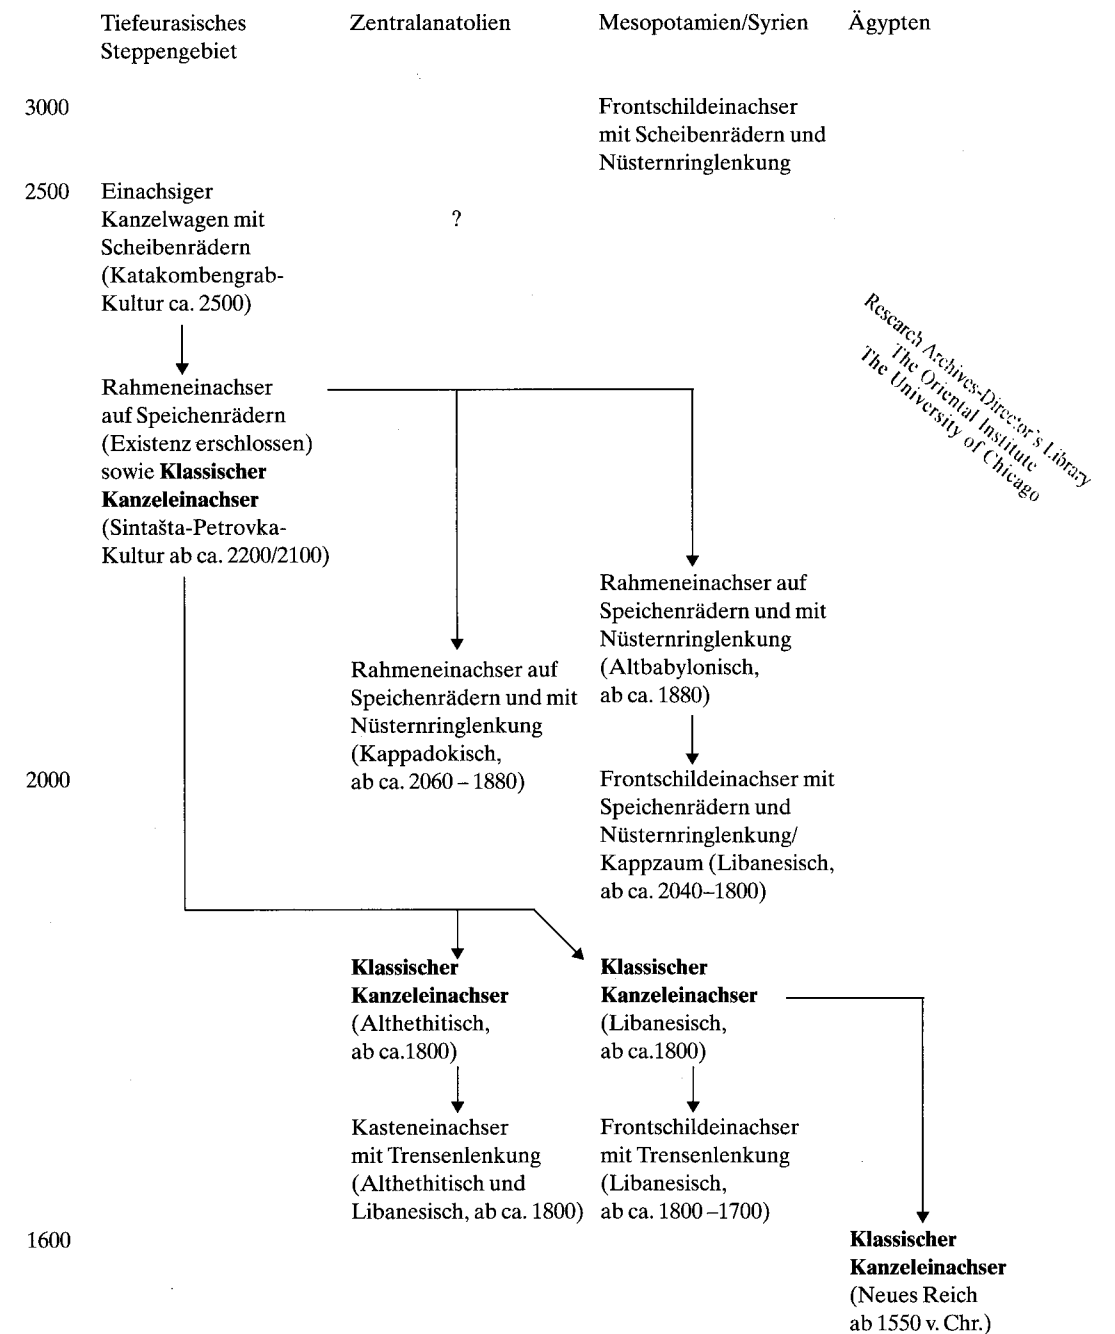 Tiefeurasisches
Steppengebiet
Zentralanatolien
Mesopotamien/Syrien
Ägypten
3000
Frontschildeinachser
mit Scheibenrädern und
Nüsternringlenkung
2500
Einachsiger
Kanzelwagen mit
Scheibenrädern
(Katakombengrab-
Kultur ca. 2500)
?
Research Archives-Director's Library
The Oriental Institute
The University of Chicago
Rahmeneinachser
auf Speichenrädern
(Existenz erschlossen)
sowie Klassischer
Kanzeleinachser
(Sintašta-Petrovka-
Kultur ab ca. 2200/2100)
Rahmeneinachser auf
Speichenrädern und mit
Nüsternringlenkung
(Altbabylonisch,
ab ca. 1880)
Rahmeneinachser auf
Speichenrädern und mit
Nüsternringlenkung
(Kappadokisch,
ab ca. 2060 – 1880)
2000
Frontschildeinachser mit
Speichenrädern und
Nüsternringlenkung/
Kappzaum (Libanesisch,
ab ca. 2040–1800)
Klassischer
Kanzeleinachser
(Althethitisch,
ab ca.1800)
Klassischer
Kanzeleinachser
(Libanesisch,
ab ca.1800)
Kasteneinachser
mit Trensenlenkung
(Althethitisch und
Libanesisch, ab ca. 1800)
Frontschildeinachser
mit Trensenlenkung
(Libanesisch,
ab ca. 1800 –1700)
1600
Klassischer
Kanzeleinachser
(Neues Reich
ab 1550 v. Chr.)